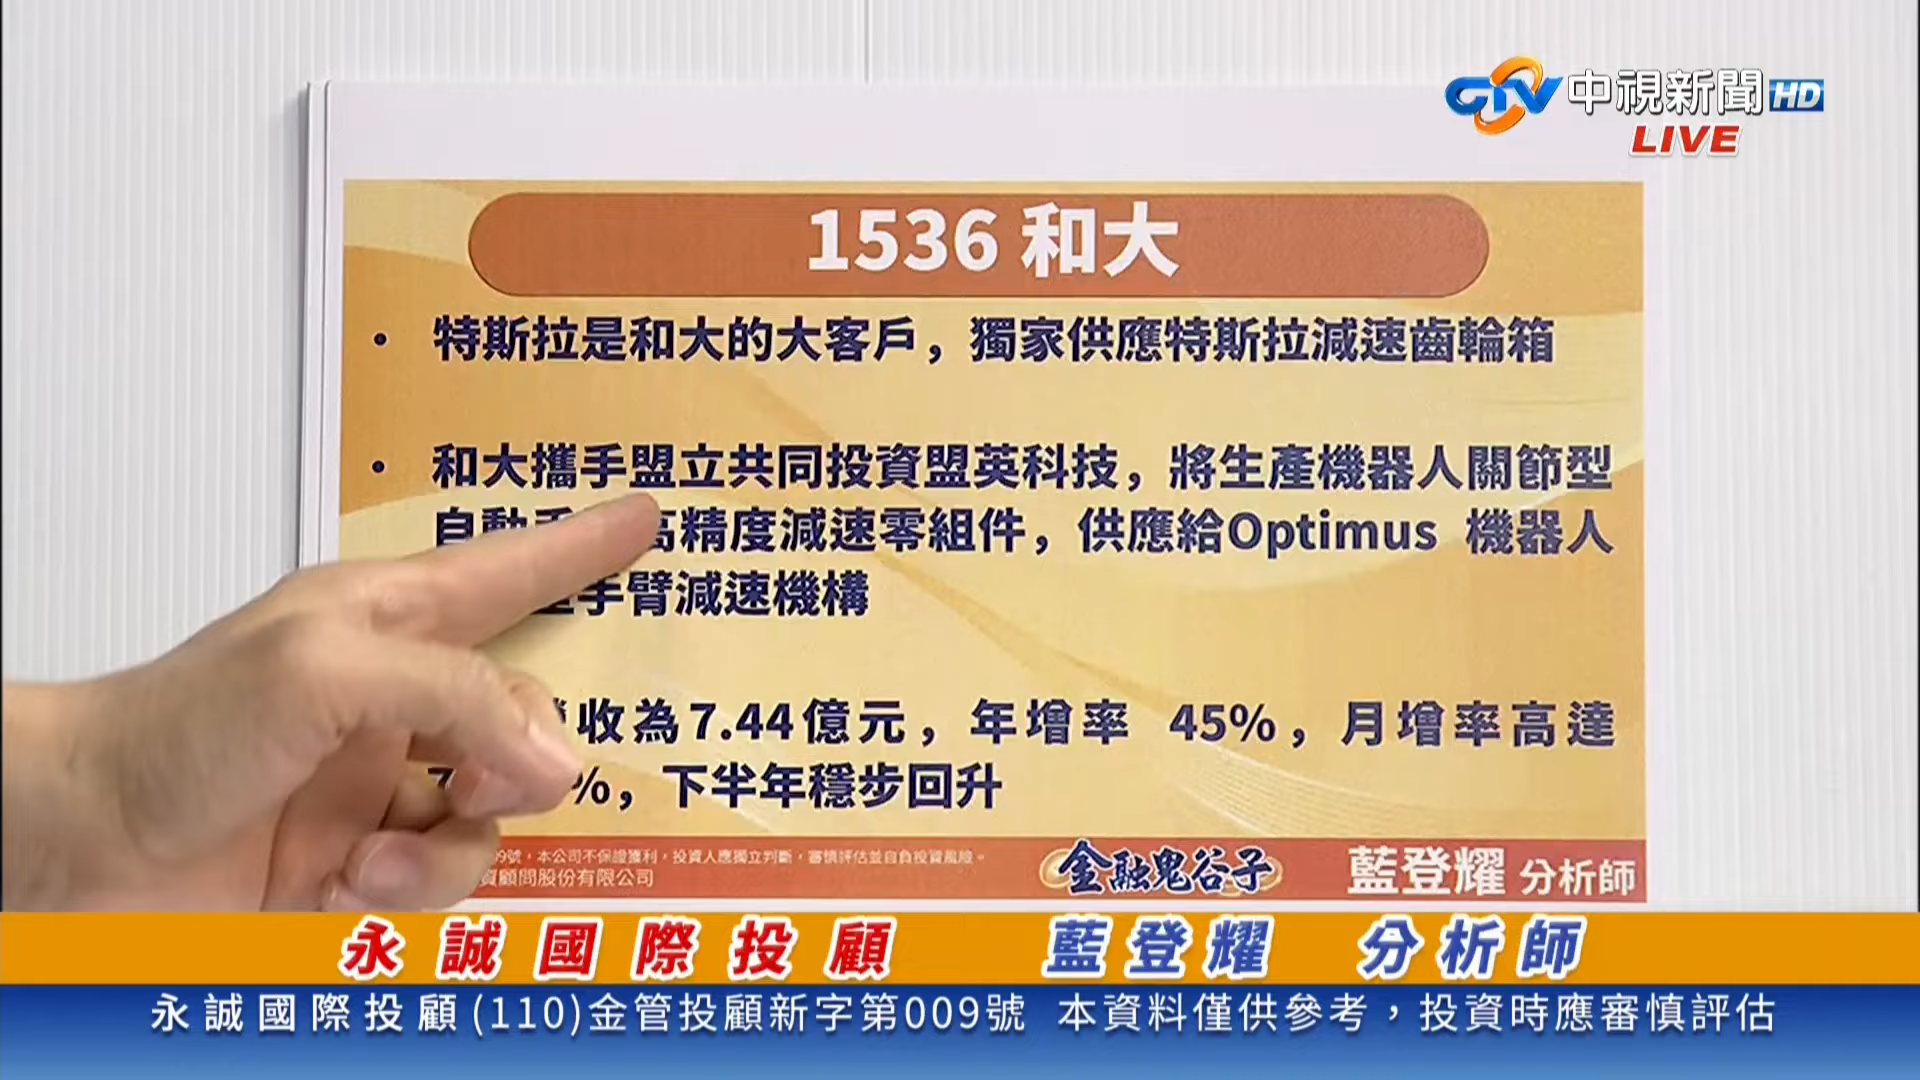 CTV 中視新聞 HD
LIVE
1536 和大
• 特斯拉是和大的大客戶，獨家供應特斯拉減速齒輪箱
• 和大攜手盟立共同投資盟英科技，將生產機器人關節型
自動 高精度減速零組件，供應給Optimus 機器人
手臂減速機構
收為7.44億元，年增率 45%，月增率高達
%，下半年穩步回升
09號，本公司不保證獲利，投資人應獨立判斷，審慎評估並自負投資風險。
資顧問股份有限公司
金融鬼谷子
藍登耀 分析師
永誠國際投顧 藍登耀 分析師
永誠國際投顧(110)金管投顧新字第009號 本資料僅供參考，投資時應審慎評估